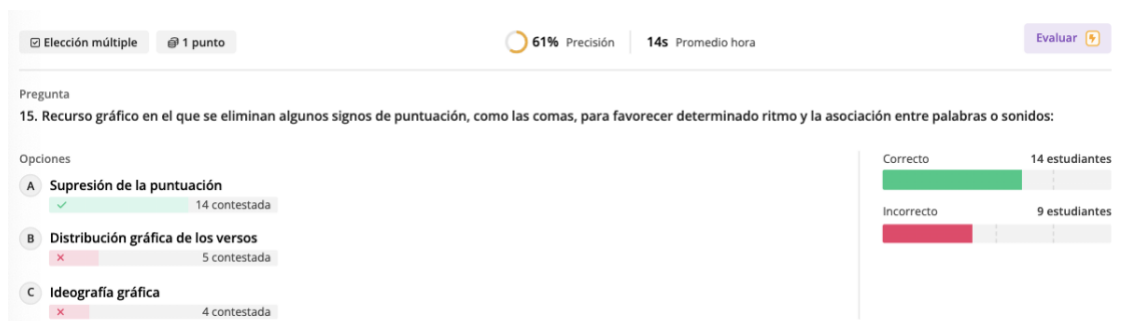 Elección múltiple 1 punto 61% Precisión 14s Promedio hora Evaluar
Pregunta
15. Recurso gráfico en el que se eliminan algunos signos de puntuación, como las comas, para favorecer determinado ritmo y la asociación entre palabras o sonidos:
Opciones
A Supresión de la puntuación
14 contestada
B Distribución gráfica de los versos
5 contestada
C Ideografía gráfica
4 contestada
Correcto 14 estudiantes
Incorrecto 9 estudiantes